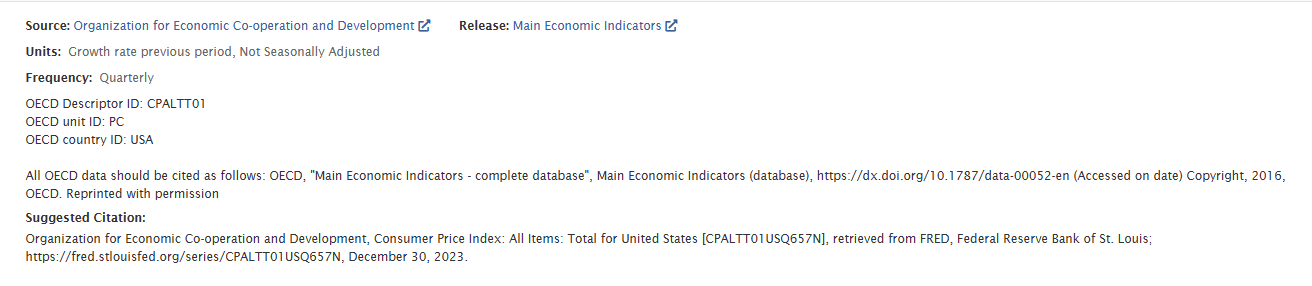 Source: Organization for Economic Co-operation and Development Release: Main Economic Indicators
Units: Growth rate previous period, Not Seasonally Adjusted
Frequency: Quarterly
OECD Descriptor ID: CPALTT01
OECD unit ID: PC
OECD country ID: USA
All OECD data should be cited as follows: OECD, "Main Economic Indicators - complete database", Main Economic Indicators (database), https://dx.doi.org/10.1787/data-00052-en (Accessed on date) Copyright, 2016,
OECD. Reprinted with permission
Suggested Citation:
Organization for Economic Co-operation and Development, Consumer Price Index: All Items: Total for United States [CPALTT01USQ657N], retrieved from FRED, Federal Reserve Bank of St. Louis;
https://fred.stlouisfed.org/series/CPALTT01USQ657N, December 30, 2023.